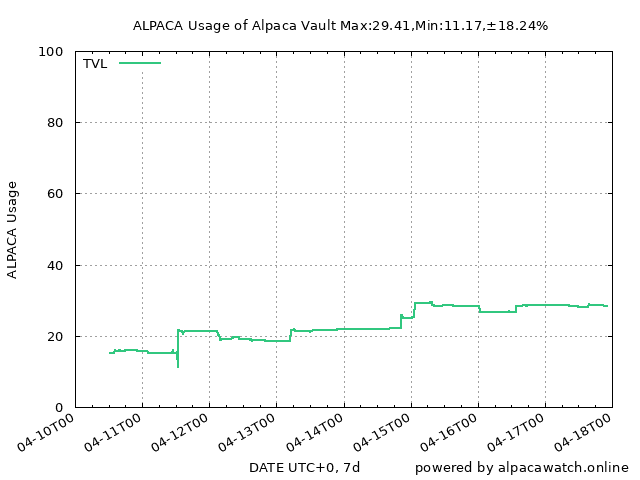 ALPACA Usage of Alpaca Vault Max:29.41,Min:11.17,±18.24%
100
TVL
80
60
ALPACA Usage
40
20
0
04-10T00 04-11T00 04-12T00 04-13T00 04-14T00 04-15T00 04-16T00 04-17T00 04-18T00
DATE UTC+0, 7d powered by alpacawatch.online